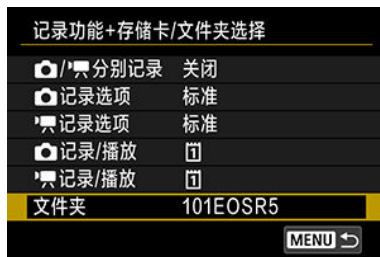 记录功能+存储卡/文件夹选择
/分别记录 关闭
记录选项 标准
记录选项 标准
记录/播放 1
记录/播放 1
文件夹 101EOSR5
MENU